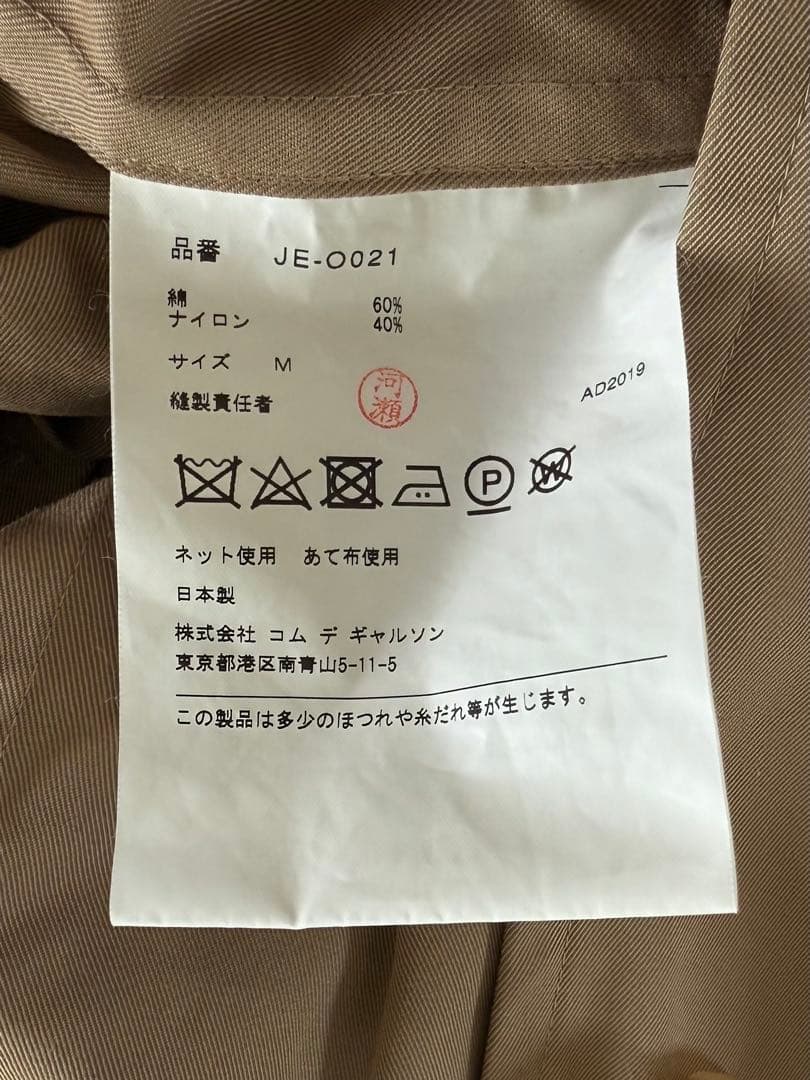 品番 JE-O021
綿 60%
ナイロン 40%
サイズ M
縫製責任者 河瀬
AD2019
P
W
ネット使用 あて布使用
日本製
株式会社 コム デ ギャルソン
東京都港区南青山5-11-5
この製品は多少のほつれや糸だれ等が生じます。